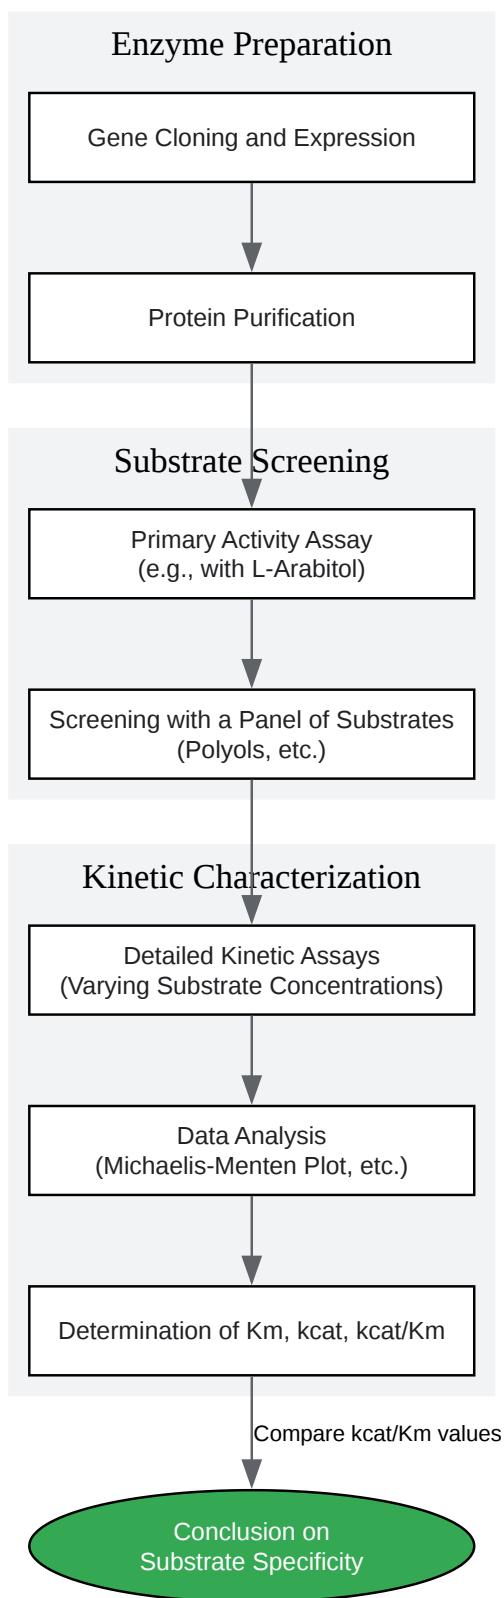 Enzyme Preparation
Gene Cloning and Expression
Protein Purification
Substrate Screening
Primary Activity Assay
(e.g., with L-Arabitol)
Screening with a Panel of Substrates
(Polyols, etc.)
Kinetic Characterization
Detailed Kinetic Assays
(Varying Substrate Concentrations)
Data Analysis
(Michaelis-Menten Plot, etc.)
Determination of Km, kcat, kcat/Km
Compare kcat/Km values
Conclusion on
Substrate Specificity